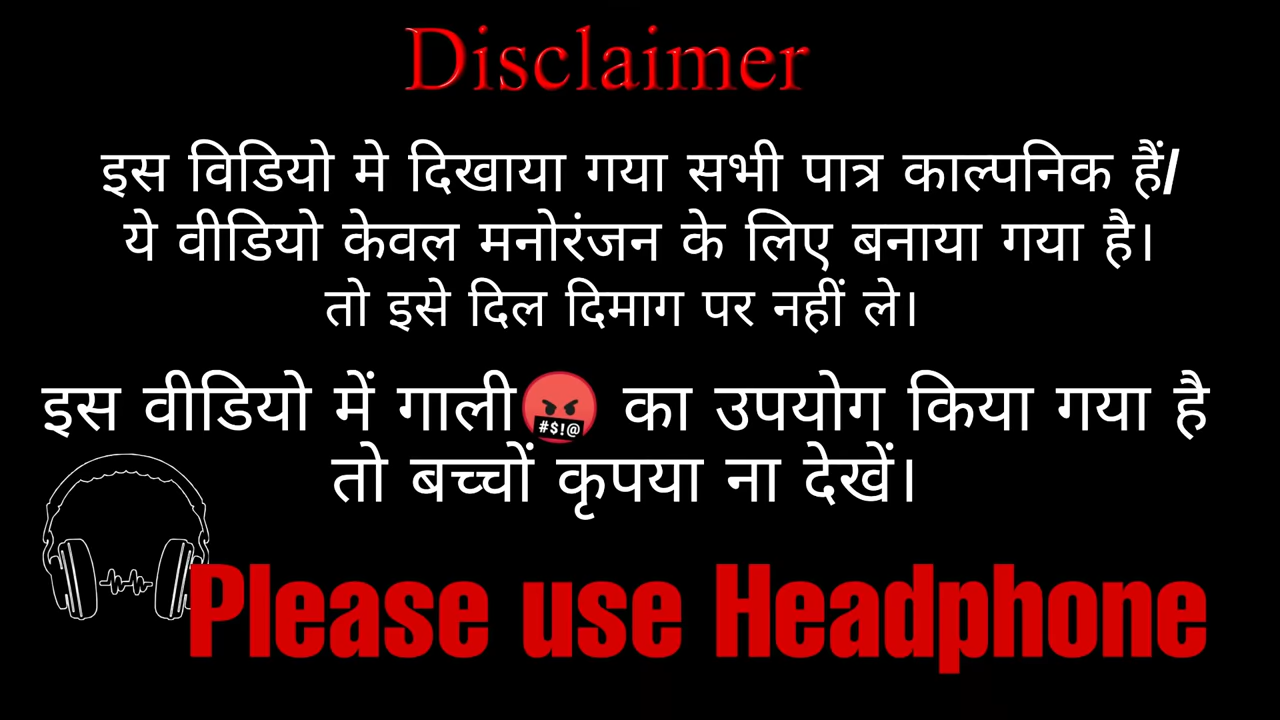 Disclaimer
इस विडियो मे दिखाया गया सभी पात्र काल्पनिक हैं/
ये वीडियो केवल मनोरंजन के लिए बनाया गया है।
तो इसे दिल दिमाग पर नहीं ले।
इस वीडियो में गाली🤬 का उपयोग किया गया है
तो बच्चों कृपया ना देखें।
Please use Headphone